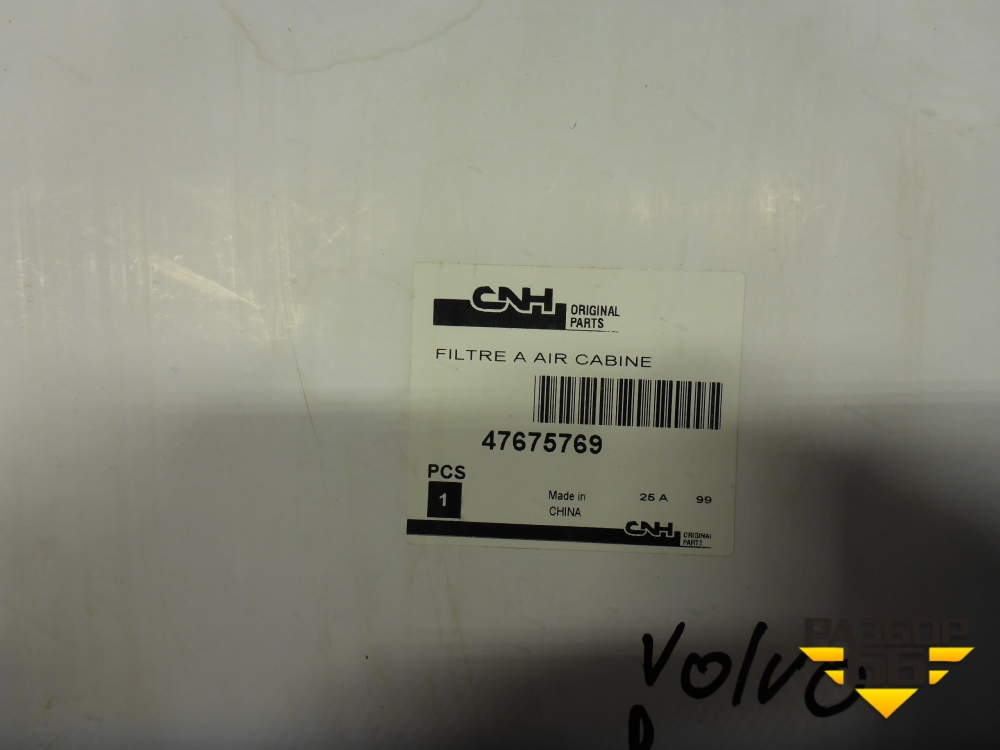 CNH ORIGINAL
PARTS
FILTRE A AIR CABINE
47675769
PCS
1
Made in
CHINA
25 A 99
CNH ORIGINAL
PARTS
Volvo
РАЗБОР
66